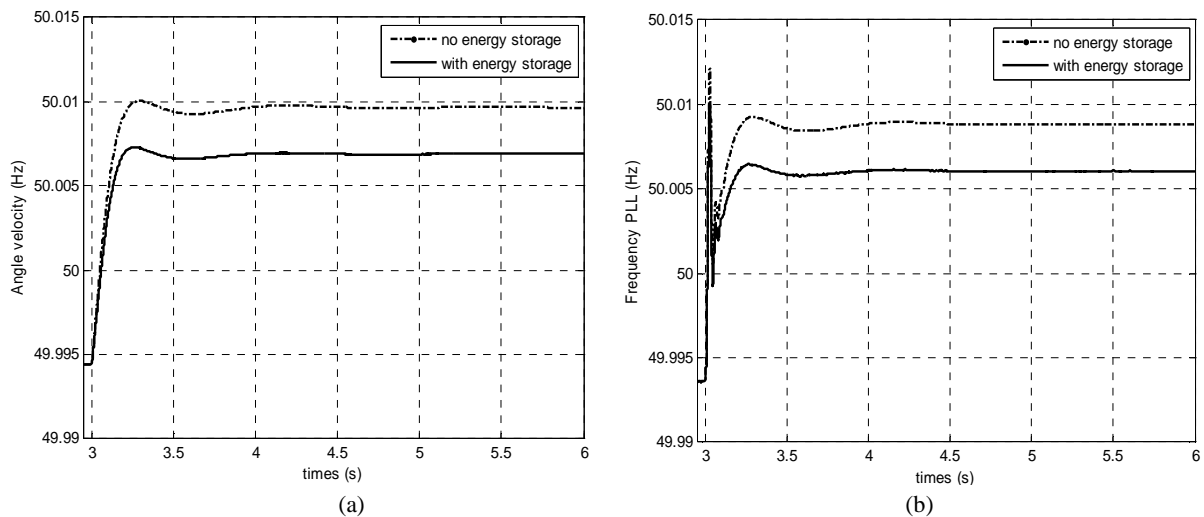 50.015
50.01
50.005
50
49.995
49.99
Angle velocity (Hz)
no energy storage
with energy storage
3
3.5
4
4.5
5
5.5
6
times (s)
(a)
50.015
50.01
50.005
50
49.995
49.99
Frequency PLL (Hz)
no energy storage
with energy storage
3
3.5
4
4.5
5
5.5
6
times (s)
(b)